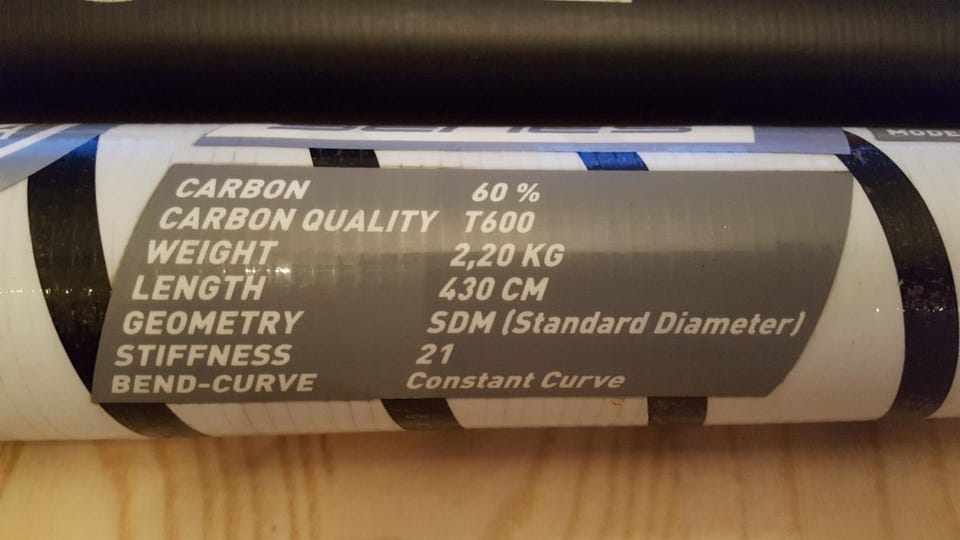 MODE
CARBON 60 %
CARBON QUALITY T600
WEIGHT 2,20 KG
LENGTH 430 CM
GEOMETRY SDM (Standard Diameter)
STIFFNESS 21
BEND-CURVE Constant Curve